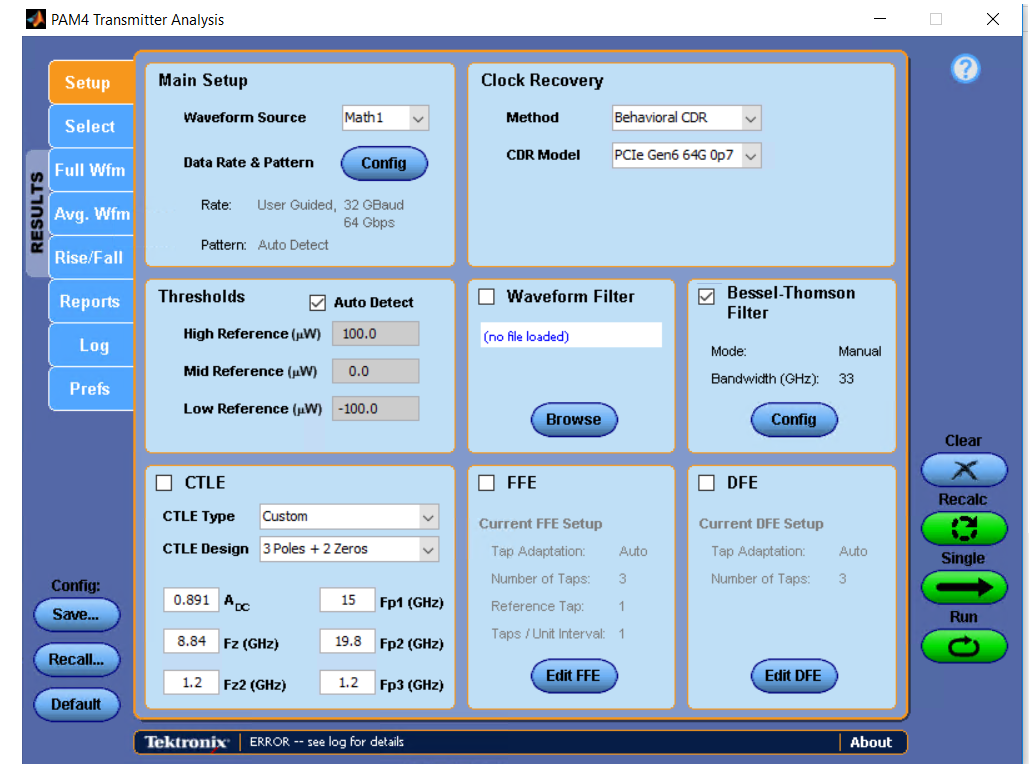 PAM4 Transmitter Analysis
Setup
Select
RESULTS
Full Wfm
Avg. Wfm
Rise/Fall
Reports
Log
Prefs
Config:
Save...
Recall...
Default
Main Setup
Waveform Source Math1
Data Rate & Pattern Config
Rate: User Guided, 32 GBaud
64 Gbps
Pattern: Auto Detect
Clock Recovery
Method Behavioral CDR
CDR Model PCIe Gen6 64G 0p7
Thresholds Auto Detect
High Reference (µW) 100.0
Mid Reference (µW) 0.0
Low Reference (µW) -100.0
Waveform Filter
(no file loaded)
Browse
Bessel-Thomson
Filter
Mode: Manual
Bandwidth (GHz): 33
Config
CTLE
CTLE Type Custom
CTLE Design 3 Poles + 2 Zeros
0.891 ADC 15 Fp1 (GHz)
8.84 Fz (GHz) 19.8 Fp2 (GHz)
1.2 Fz2 (GHz) 1.2 Fp3 (GHz)
FFE
Current FFE Setup
Tap Adaptation: Auto
Number of Taps: 3
Reference Tap: 1
Taps / Unit Interval: 1
Edit FFE
DFE
Current DFE Setup
Tap Adaptation: Auto
Number of Taps: 3
Edit DFE
?
Clear
Recalc
Single
Run
Tektronix ERROR -- see log for details About